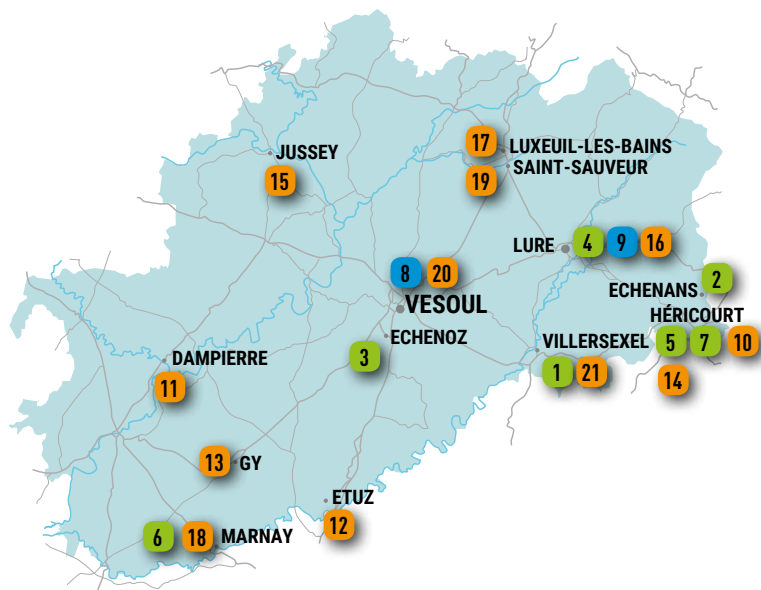 17
LUXEUIL-LES-BAINS
JUSSEY
SAINT-SAUVEUR
15
19
LURE
4 9 16
8 20
2
ECHENANS
VESOUL
HÉRICOURT
ECHENOZ
VILLERSEXEL
5 7 10
DAMPIERRE
3
1 21
14
11
13
GY
ETUZ
12
6 18
MARNAY